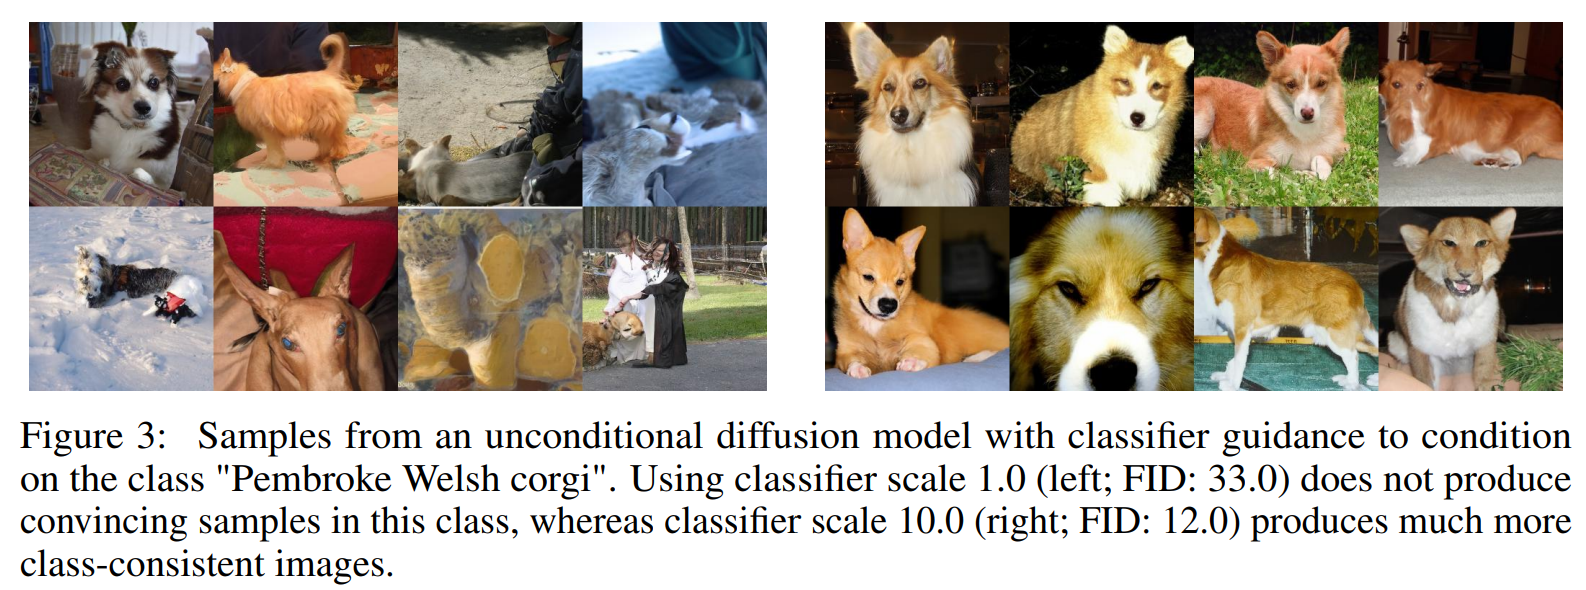 Figure 3: Samples from an unconditional diffusion model with classifier guidance to condition
on the class "Pembroke Welsh corgi". Using classifier scale 1.0 (left; FID: 33.0) does not produce
convincing samples in this class, whereas classifier scale 10.0 (right; FID: 12.0) produces much more
class-consistent images.